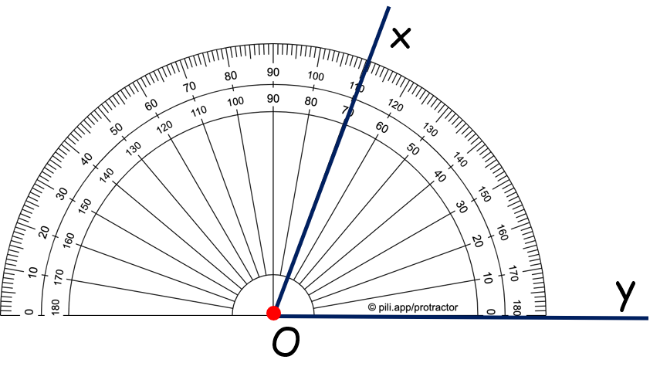 x
0 10 20 30 40 50 60 70 80 90 100 110 120 130 140 150 160 170 180
180 170 160 150 140 130 120 110 100 90 80 70 60 50 40 30 20 10 0
© pili.app/protractor
y
O